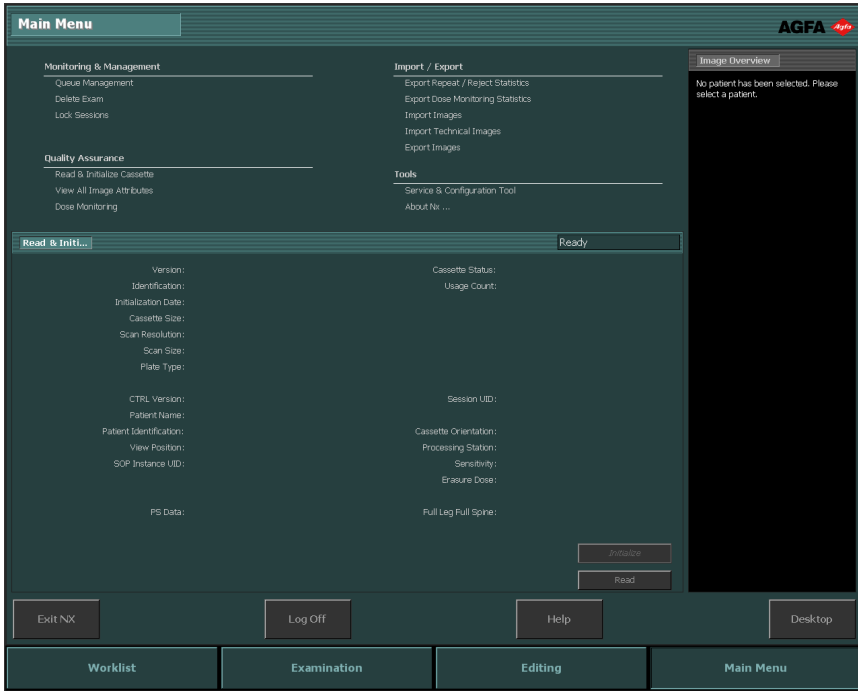 Main Menu
AGFA Agfa
Monitoring & Management
Queue Management
Delete Exam
Lock Sessions
Quality Assurance
Read & Initialize Cassette
View All Image Attributes
Dose Monitoring
Import / Export
Export Repeat / Reject Statistics
Export Dose Monitoring Statistics
Import Images
Import Technical Images
Export Images
Tools
Service & Configuration Tool
About Nx ...
Image Overview
No patient has been selected. Please
select a patient.
Read & Initi...
Ready
Version:
Identification:
Initialization Date:
Cassette Size:
Scan Resolution:
Scan Size:
Plate Type:
Cassette Status:
Usage Count:
CTRL Version:
Patient Name:
Patient Identification:
View Position:
SOP Instance UID:
Session UID:
Cassette Orientation:
Processing Station:
Sensitivity:
Erasure Dose:
PS Data:
Full Leg Full Spine:
Initialize
Read
Exit NX
Log Off
Help
Desktop
Worklist
Examination
Editing
Main Menu